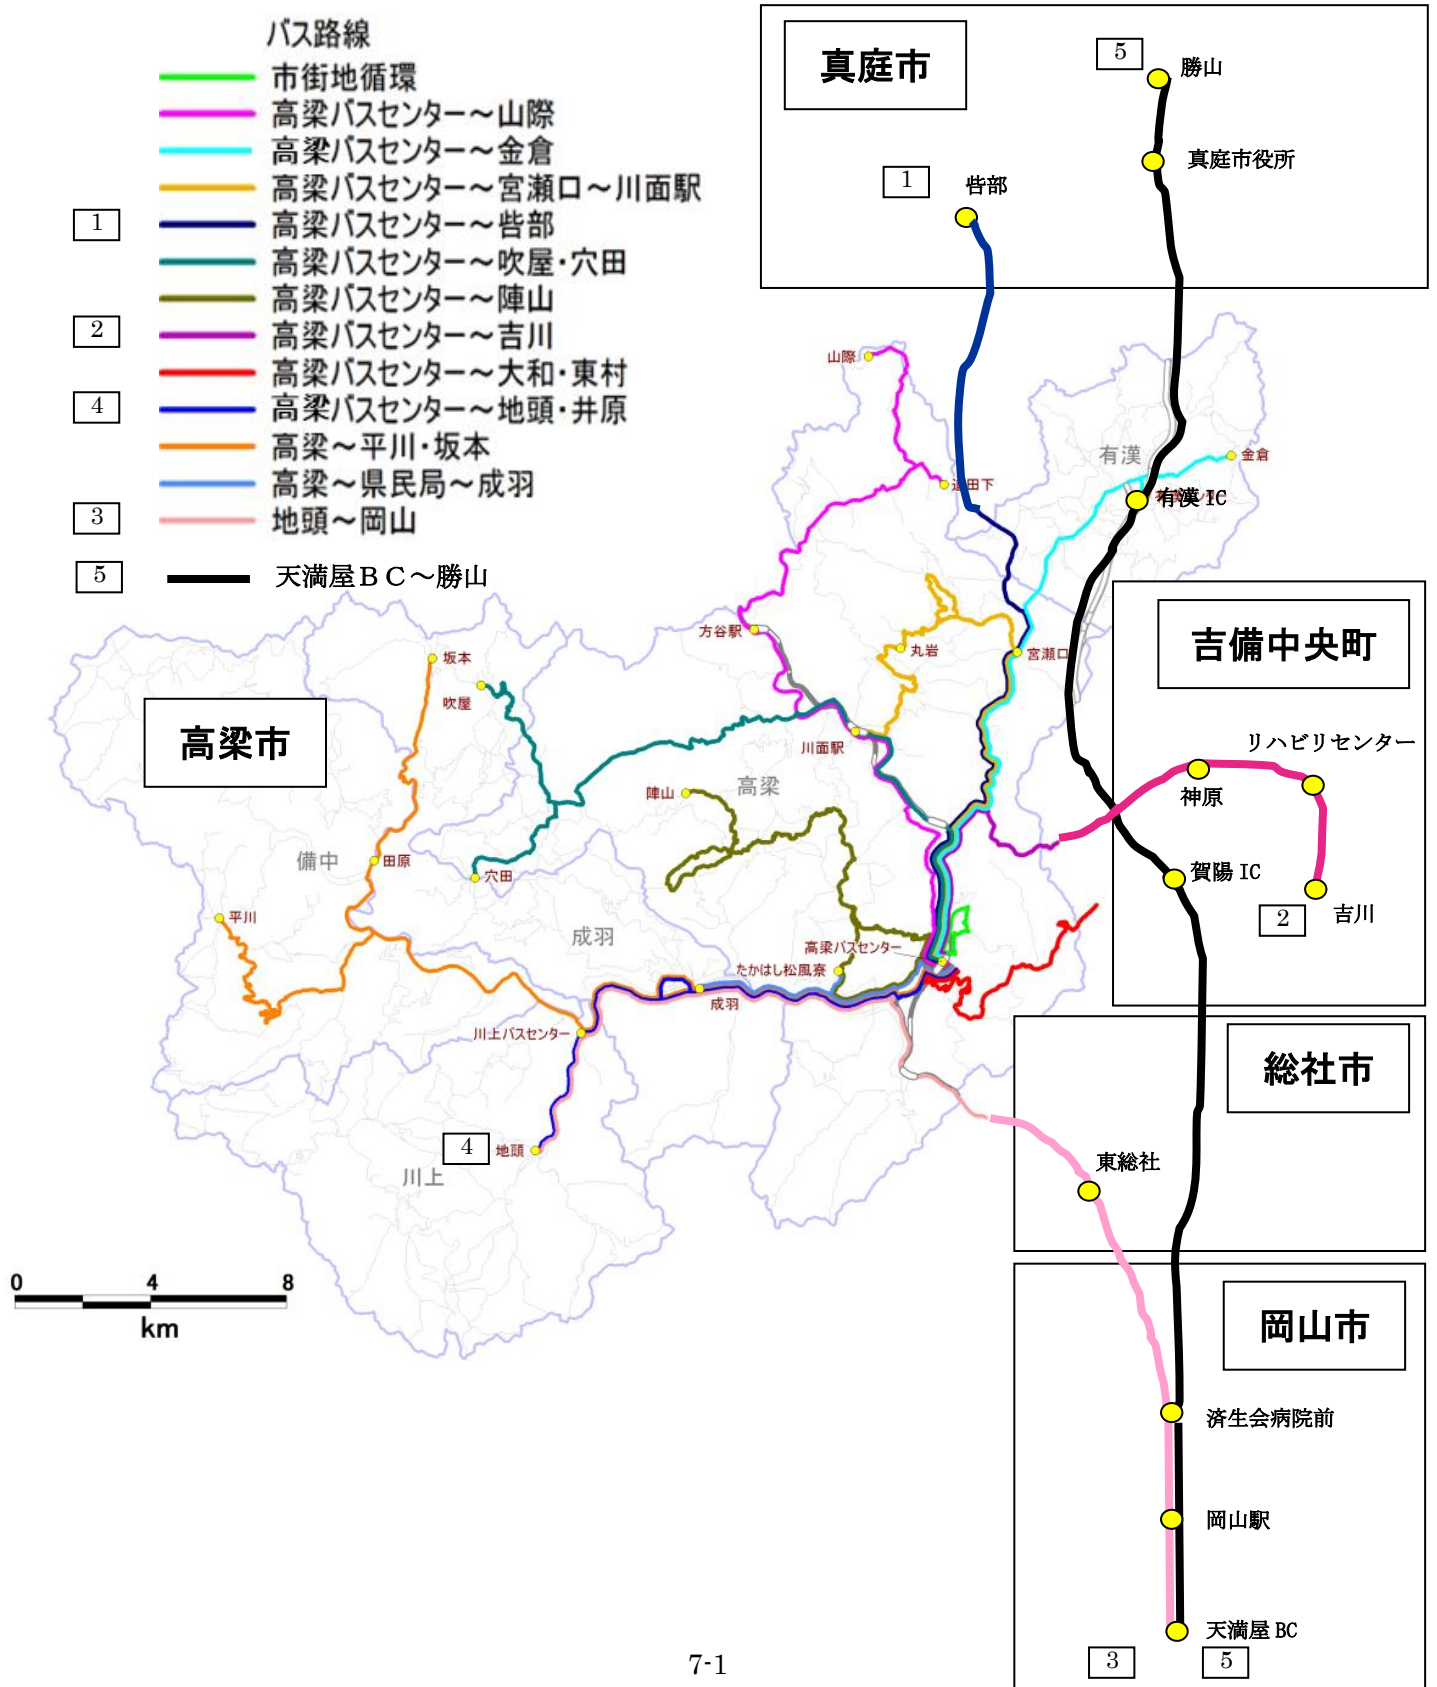 バス路線
市街地循環
高梁バスセンター～山際
高梁バスセンター～金倉
高梁バスセンター～宮瀬口～川面駅
1 高梁バスセンター～呰部
高梁バスセンター～吹屋・穴田
高梁バスセンター～陣山
2 高梁バスセンター～吉川
高梁バスセンター～大和・東村
4 高梁バスセンター～地頭・井原
高梁～平川・坂本
高梁～県民局～成羽
3 地頭～岡山
5 天満屋ＢＣ～勝山
真庭市
5
勝山
真庭市役所
1
呰部
山際
有漢
金倉
有漢 IC
方谷駅
丸岩
宮瀬口
吉備中央町
坂本
吹屋
高梁市
川面駅
リハビリセンター
神原
陣山
高梁
備中
田原
穴田
賀陽 IC
2
吉川
平川
成羽
高梁バスセンター
たかはし松風寮
成羽
川上バスセンター
総社市
4
地頭
川上
東総社
0 4 8
km
岡山市
済生会病院前
岡山駅
天満屋 BC
3
5
7-1